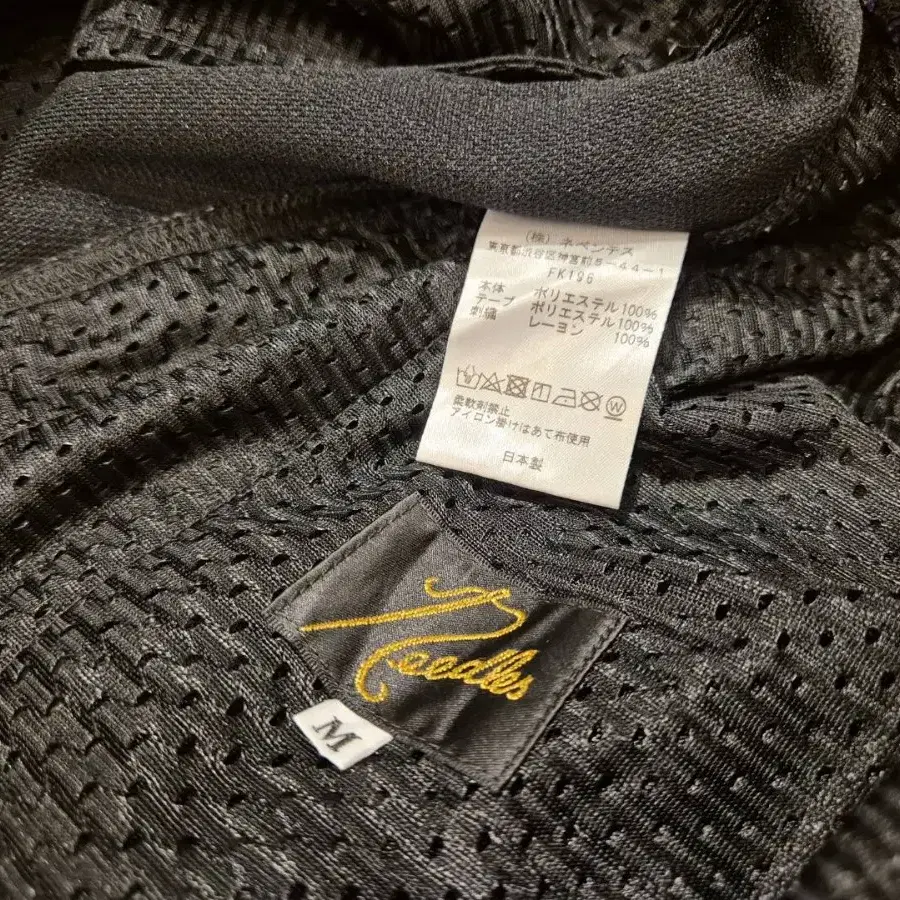 (株) ネペンテス
東京都渋谷区神宮前5-44-1
FK196
本体 ポリエステル100%
テープ ポリエステル100%
刺繍 レーヨン 100%
W
柔軟剤禁止
アイロン掛けはあて布使用
日本製
Needles
M